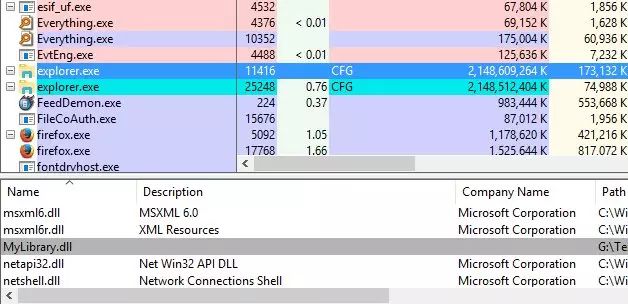 esif_uf.exe 4532 67,804 K 1,856 K
Everything.exe 4376 < 0.01 69,152 K 1,628 K
Everything.exe 10352 175,004 K 60,936 K
EvtEng.exe 4488 < 0.01 125,636 K 7,232 K
explorer.exe 11416 CFG 2,148,609,264 K 173,132 K
explorer.exe 25248 0.76 CFG 2,148,512,404 K 74,988 K
FeedDemon.exe 224 0.37 983,444 K 553,668 K
FileCoAuth.exe 15676 87,012 K 1,956 K
firefox.exe 5092 1.05 1,178,620 K 421,216 K
firefox.exe 17768 1.66 1,525,644 K 817,072 K
fontdrvhost.exe
Name Description Company Name Path
msxml6.dll MSXML 6.0 Microsoft Corporation C:\Wi
msxml6r.dll XML Resources Microsoft Corporation C:\Wi
MyLibrary.dll G:\Te
netapi32.dll Net Win32 API DLL Microsoft Corporation C:\Wi
netshell.dll Network Connections Shell Microsoft Corporation C:\Wi